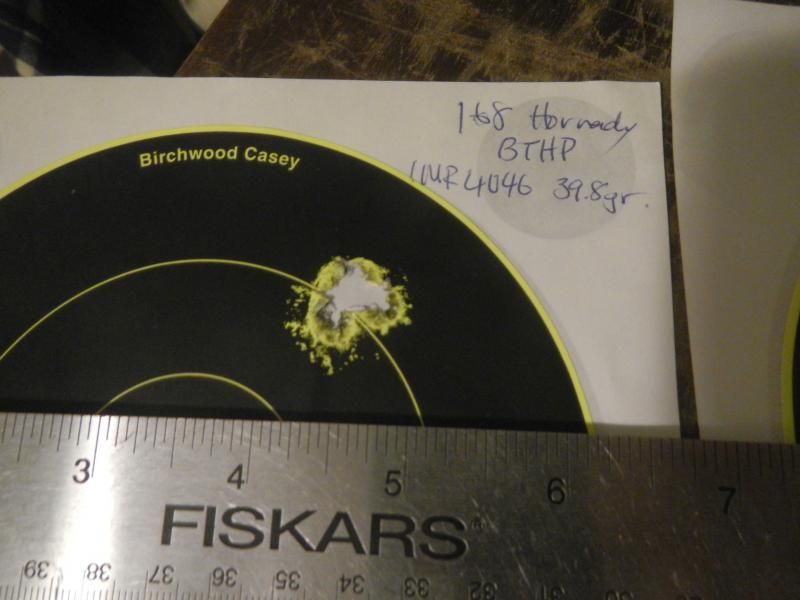 168 Hornady
BTHP
IMR 4046 39.8gr.
Birchwood Casey
3 4 5 6 7
FISKARS®
39 38 37 36 35 34 33 32 31 30